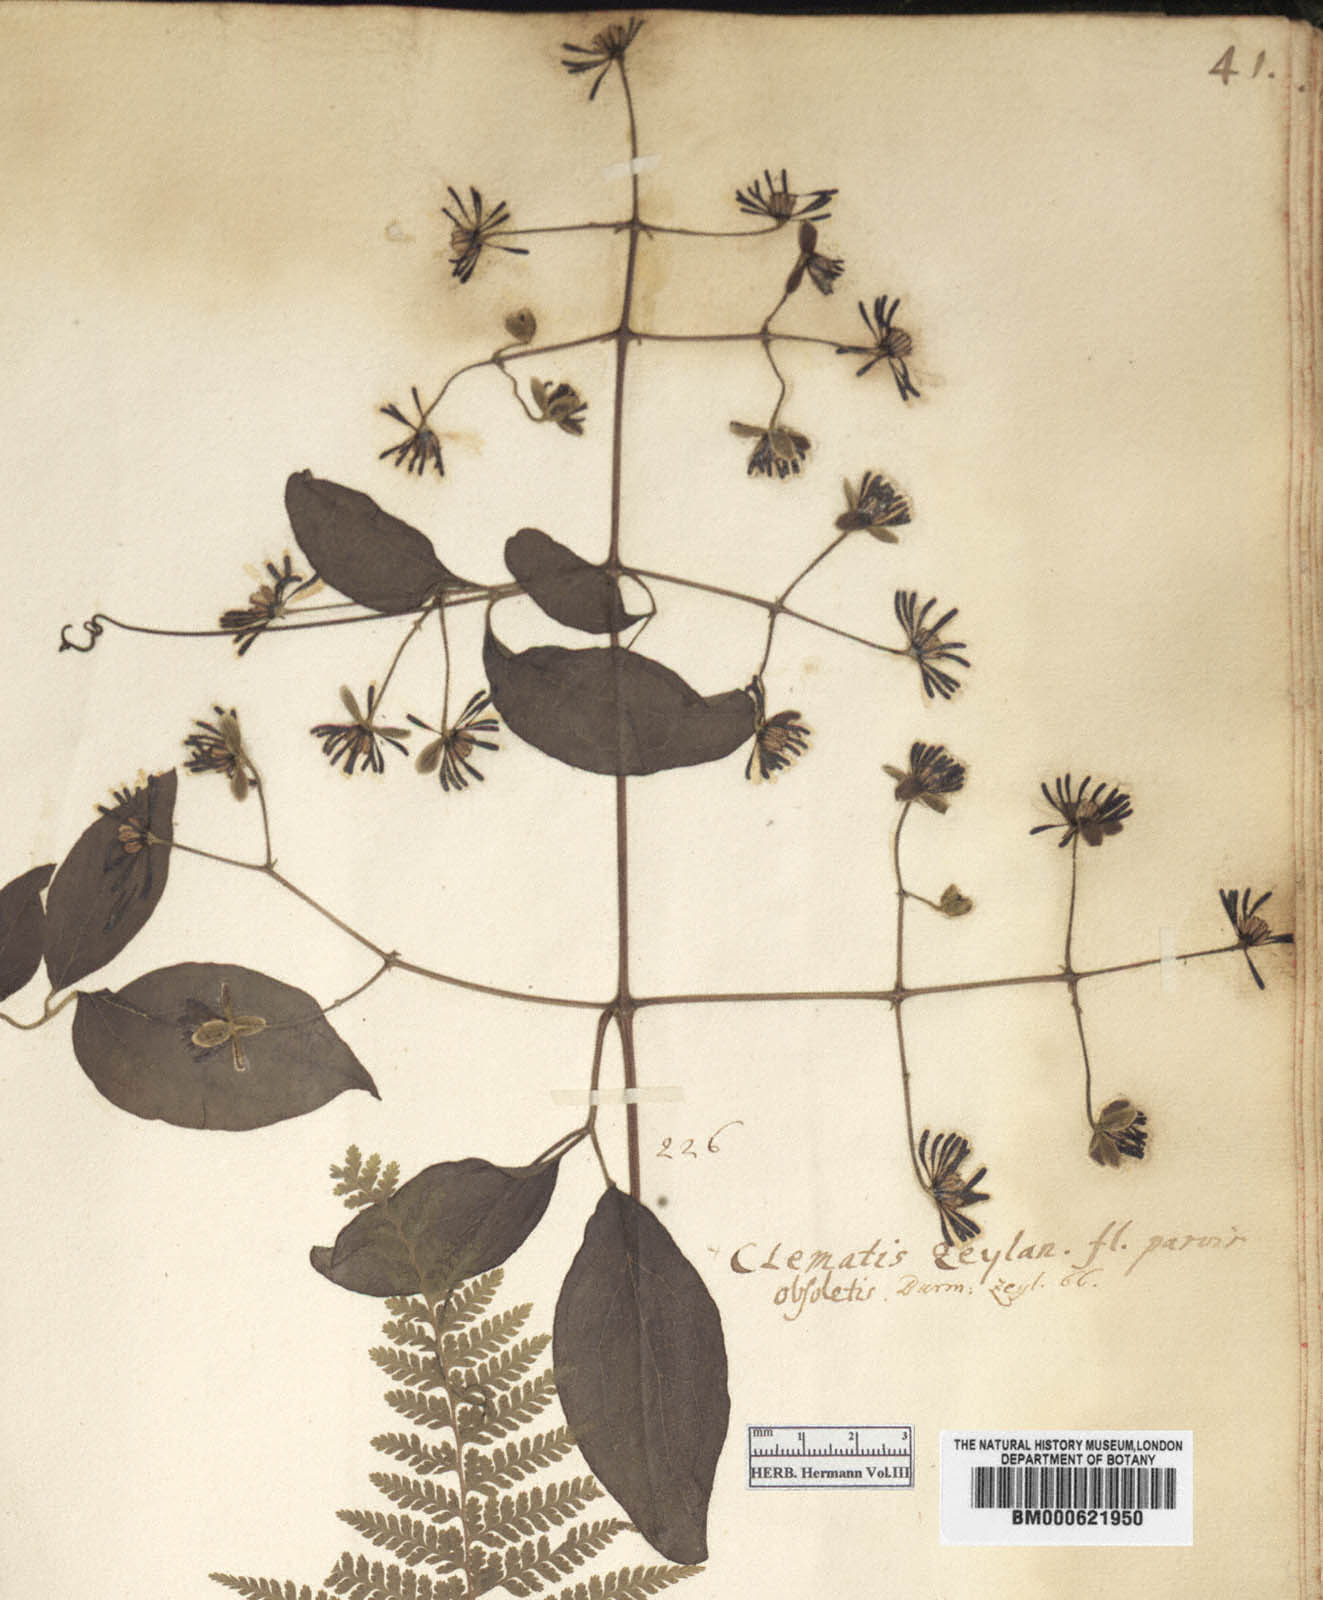 41.
226
Clematis Zeylan. fl. parvis
obsoletis. Burm: Zeyl. 66.
mm 1 2 3
HERB. Hermann Vol.III
THE NATURAL HISTORY MUSEUM,LONDON
DEPARTMENT OF BOTANY
BM000621950